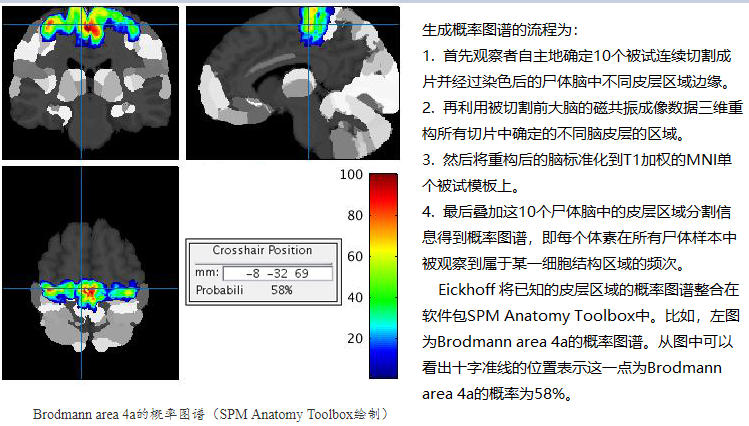 生成概率图谱的流程为：
1. 首先观察者自主地确定10个被试连续切割成
片并经过染色后的尸体脑中不同皮层区域边缘。
2. 再利用被切割前大脑的磁共振成像数据三维重
构所有切片中确定的不同脑皮层的区域。
3. 然后将重构后的脑标准化到T1加权的MNI单
个被试模板上。
4. 最后叠加这10个尸体脑中的皮层区域分割信
息得到概率图谱，即每个体素在所有尸体样本中
被观察到属于某一细胞结构区域的频次。
Eickhoff 将已知的皮层区域的概率图谱整合在
软件包SPM Anatomy Toolbox中。比如，左图
为Brodmann area 4a的概率图谱。从图中可以
看出十字准线的位置表示这一点为Brodmann
area 4a的概率为58%。
100
80
60
40
20
Crosshair Position
mm: -8 -32 69
Probabili 58%
Brodmann area 4a的概率图谱（SPM Anatomy Toolbox绘制）